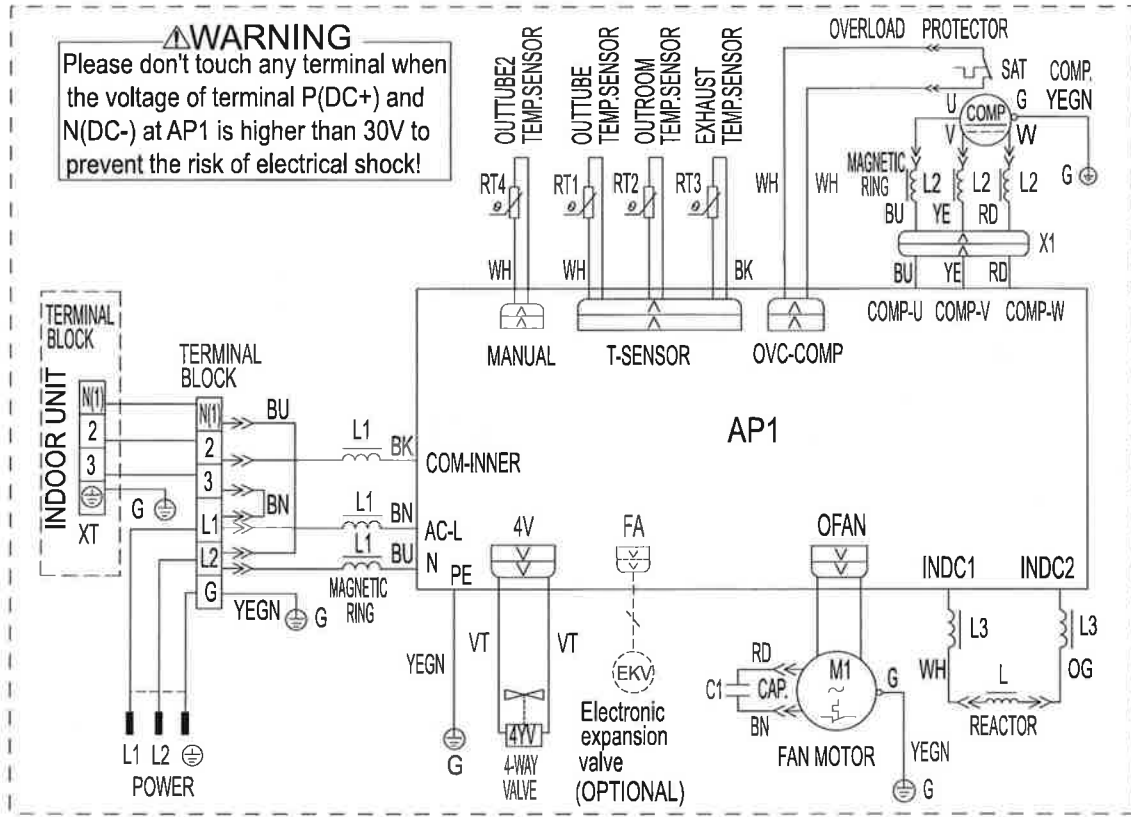 ⚠WARNING
Please don't touch any terminal when
the voltage of terminal P(DC+) and
N(DC-) at AP1 is higher than 30V to
prevent the risk of electrical shock!
OUTTUBE2
TEMP.SENSOR
OUTTUBE
TEMP.SENSOR
OUTROOM
TEMP.SENSOR
EXHAUST
TEMP.SENSOR
RT4
RT1
RT2
RT3
θ
θ
θ
θ
WH
WH
BK
WH
WH
OVERLOAD PROTECTOR
SAT
COMP.
YEGN
COMP
U
V
W
G
G
MAGNETIC
RING
L2
L2
L2
BU
YE
RD
X1
BU
YE
RD
COMP-U
COMP-V
COMP-W
MANUAL
T-SENSOR
OVC-COMP
AP1
INDOOR UNIT
TERMINAL
BLOCK
N(1)
2
3
XT
G
TERMINAL
BLOCK
N(1)
2
3
L1
L2
G
BU
BN
YEGN
G
L1
BK
COM-INNER
L1
BN
AC-L
L1
BU
N
MAGNETIC
RING
PE
L1
L2
POWER
YEGN
G
4V
VT
VT
4YV
4-WAY
VALVE
FA
EKV
Electronic
expansion
valve
(OPTIONAL)
OFAN
RD
C1
CAP.
BN
M1
~
G
FAN MOTOR
YEGN
G
INDC1
INDC2
L3
L3
WH
L
OG
REACTOR